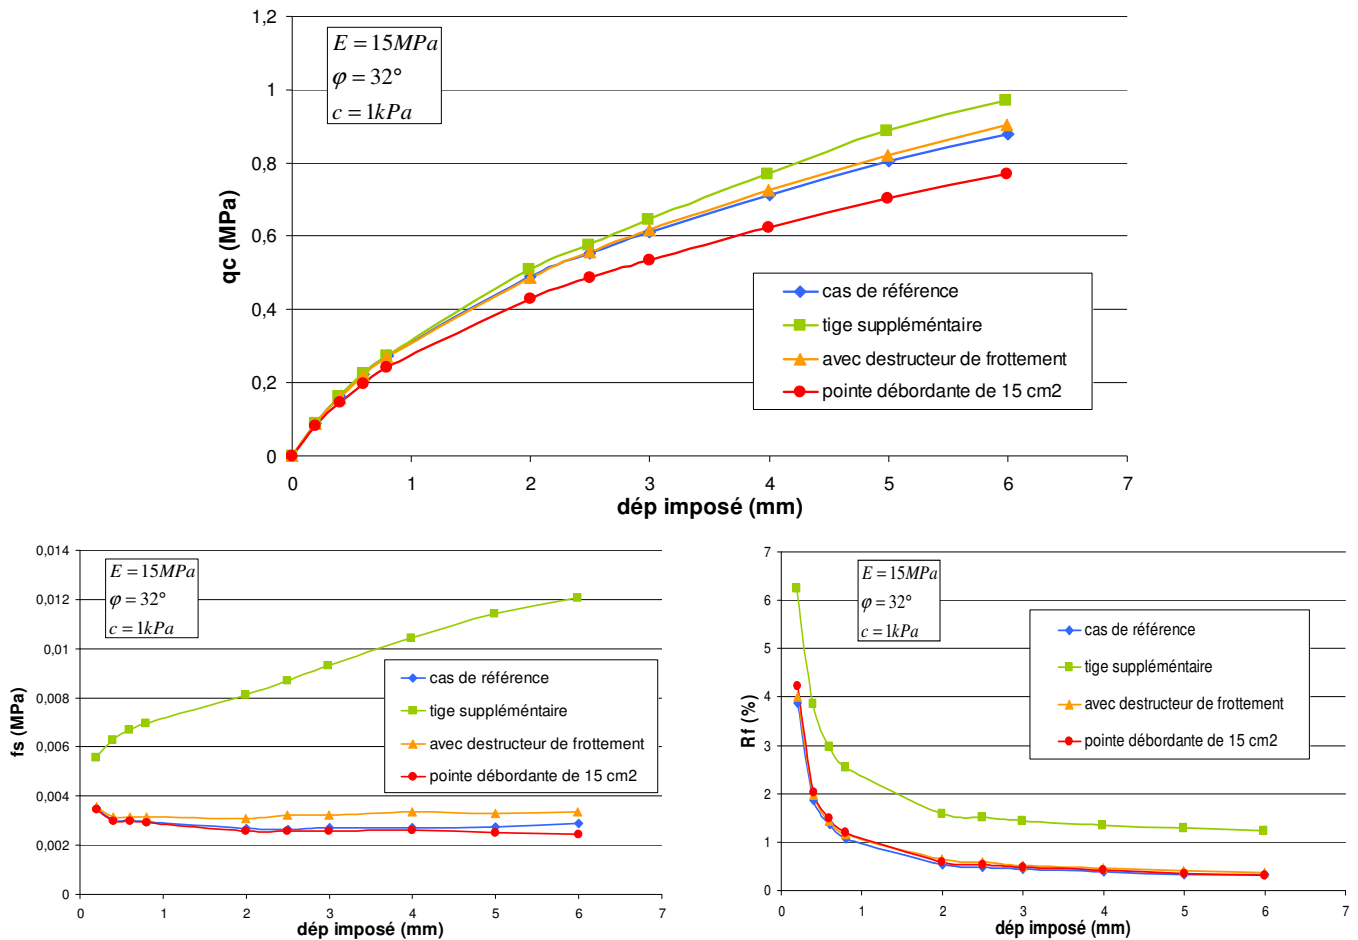 1,2
1
0,8
0,6
0,4
0,2
0
qc (MPa)
E = 15MPa
φ = 32°
c = 1kPa
cas de référence
tige supplémentaire
avec destructeur de frottement
pointe débordante de 15 cm2
0 1 2 3 4 5 6 7
dép imposé (mm)
0,014
0,012
0,01
0,008
0,006
0,004
0,002
0
fs (MPa)
E = 15MPa
φ = 32°
c = 1kPa
cas de référence
tige supplémentaire
avec destructeur de frottement
pointe débordante de 15 cm2
0 1 2 3 4 5 6 7
dép imposé (mm)
7
6
5
4
3
2
1
0
Rf (%)
E = 15MPa
φ = 32°
c = 1kPa
cas de référence
tige supplémentaire
avec destructeur de frottement
pointe débordante de 15 cm2
0 1 2 3 4 5 6 7
dép imposé (mm)